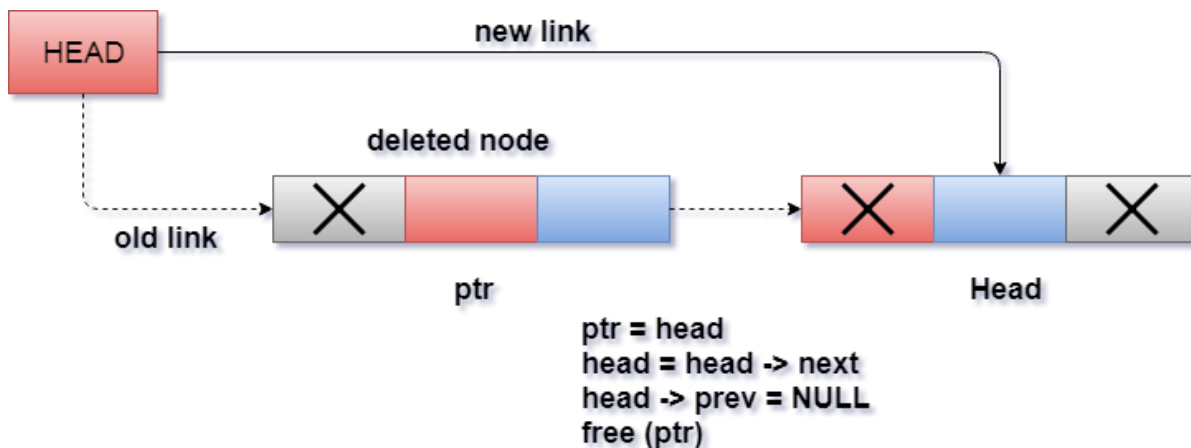 HEAD
new link
deleted node
old link
ptr
Head
ptr = head
head = head -> next
head -> prev = NULL
free (ptr)